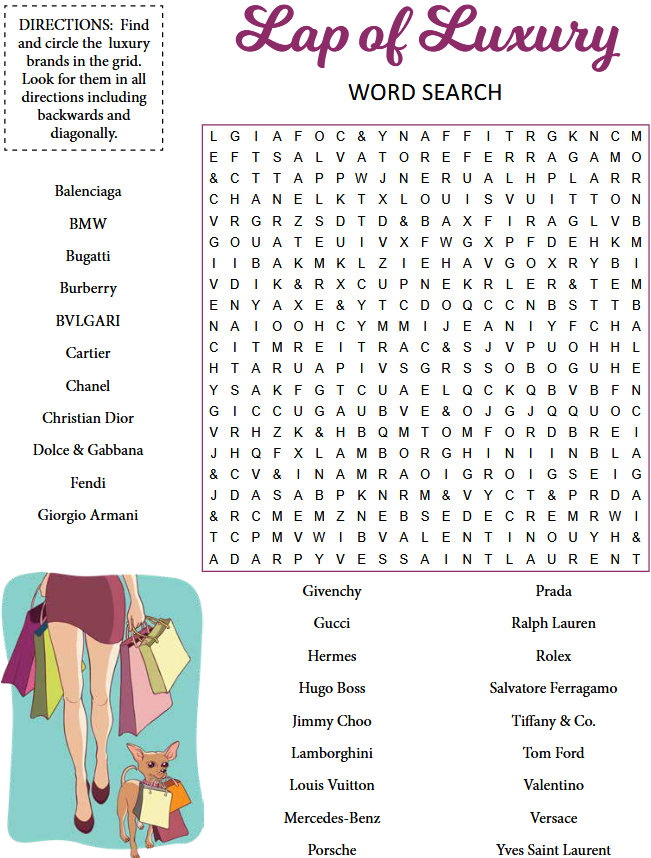 DIRECTIONS:  Find
and circle the  luxury
brands in the grid.
Look for them in all
directions including
backwards and
diagonally.
Lap of Luxury
WORD SEARCH
L G I A F O C & Y N A F F I T R G K N C M
E F T S A L V A T O R E F E R R A G A M O
& C T T A P P W J N E R U A L H P L A R R
C H A N E L K T X L O U I S V U I T T O N
V R G R Z S D T D & B A X F I R A G L V B
G O U A T E U I V X F W G X P F D E H K M
I I B A K M K L Z I E H A V G O X R Y B I
V D I K & R X C U P N E K R L E R & T E M
E N Y A X E & Y T C D O Q C C N B S T T B
N A I O O H C Y M M I J E A N I Y F C H A
C I T M R E I T R A C & S J V P U O H H L
H T A R U A P I V S G R S S O B O G U H E
Y S A K F G T C U A E L Q C K Q B V B F N
G I C C U G A U B V E & O J G J Q Q U O C
V R H Z K & H B Q M T O M F O R D B R E I
J H Q F X L A M B O R G H I N I I N B L A
& C V & I N A M R A O I G R O I G S E I G
J D A S A B P K N R M & V Y C T & P R D A
& R C M E M Z N E B S E D E C R E M R W I
T C P M V W I B V A L E N T I N O U Y H &
A D A R P Y V E S S A I N T L A U R E N T
Balenciaga
BMW
Bugatti
Burberry
BVLGARI
Cartier
Chanel
Christian Dior
Dolce & Gabbana
Fendi
Giorgio Armani
Givenchy
Gucci
Hermes
Hugo Boss
Jimmy Choo
Lamborghini
Louis Vuitton
Mercedes-Benz
Porsche
Prada
Ralph Lauren
Rolex
Salvatore Ferragamo
Tiffany & Co.
Tom Ford
Valentino
Versace
Yves Saint Laurent